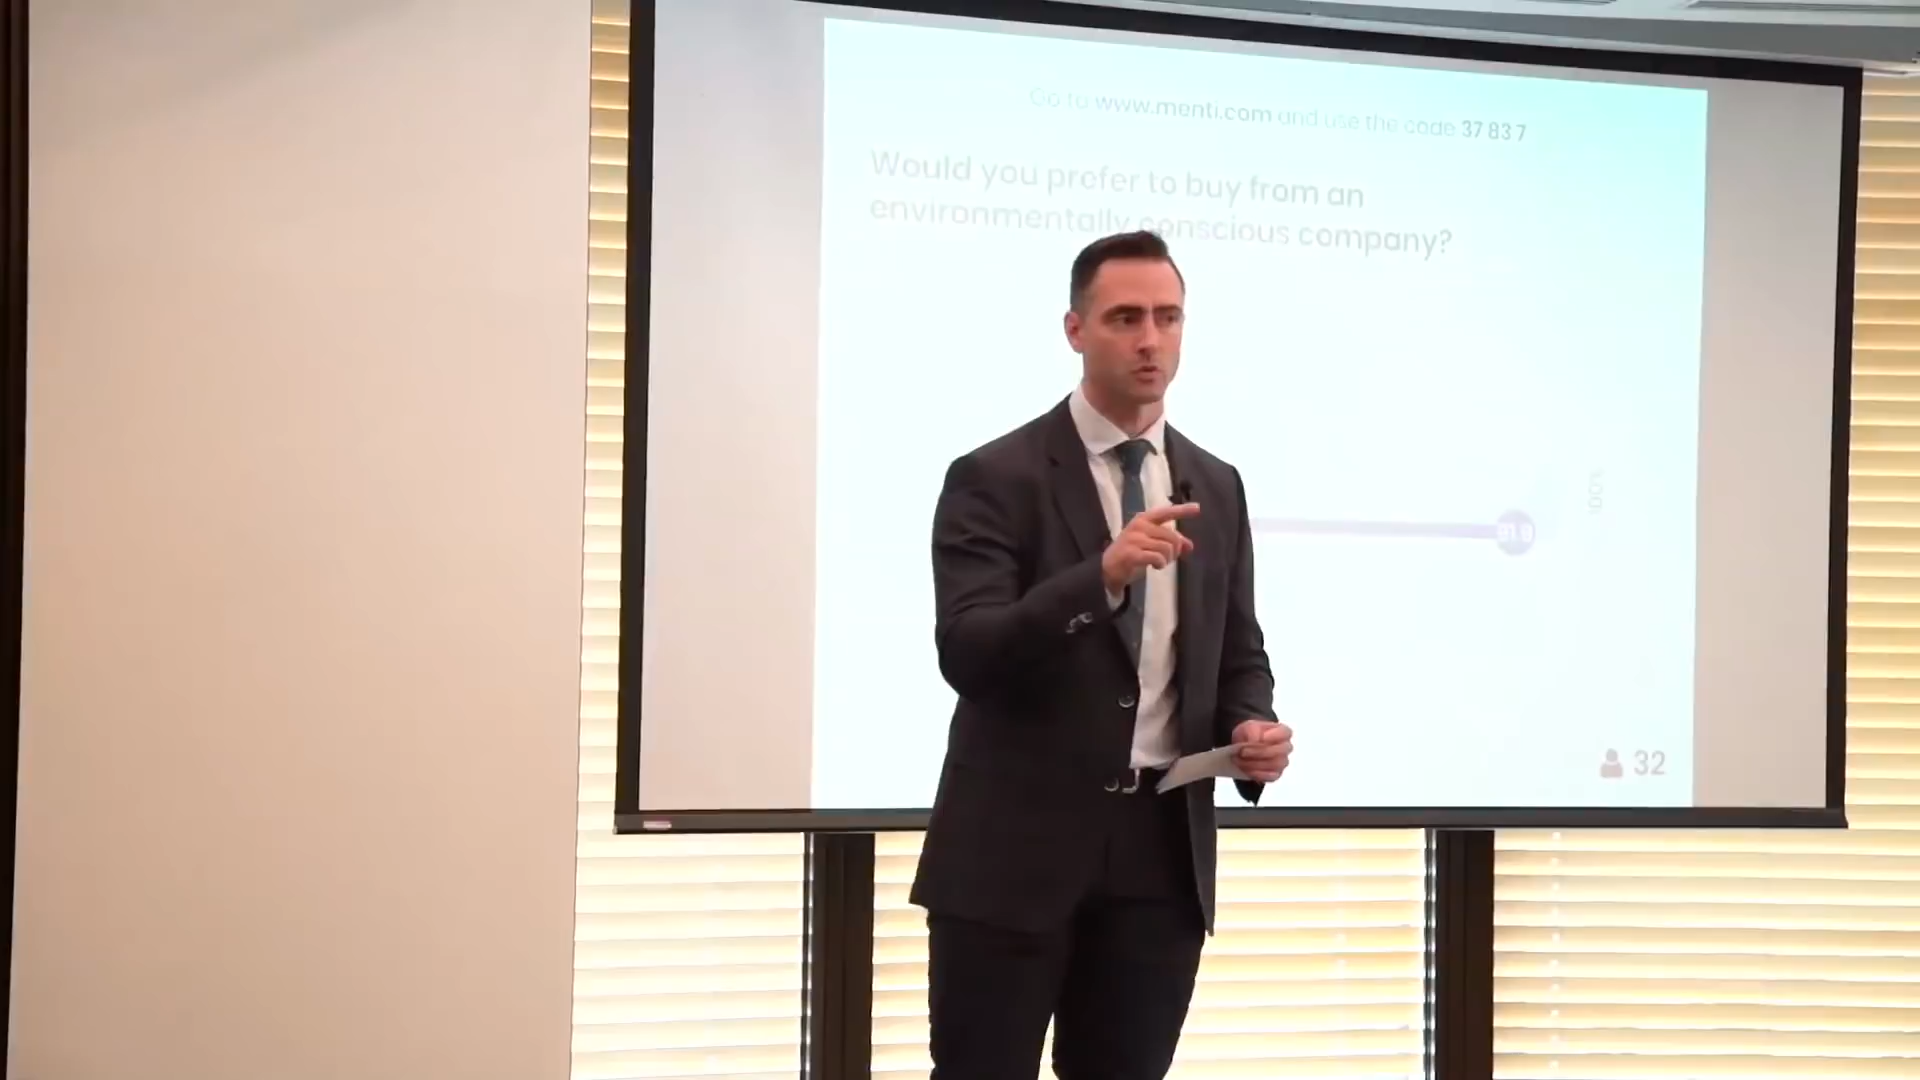 Go to www.menti.com and use the code 37 83 7
Would you prefer to buy from an
environmentally conscious company?
100%
32